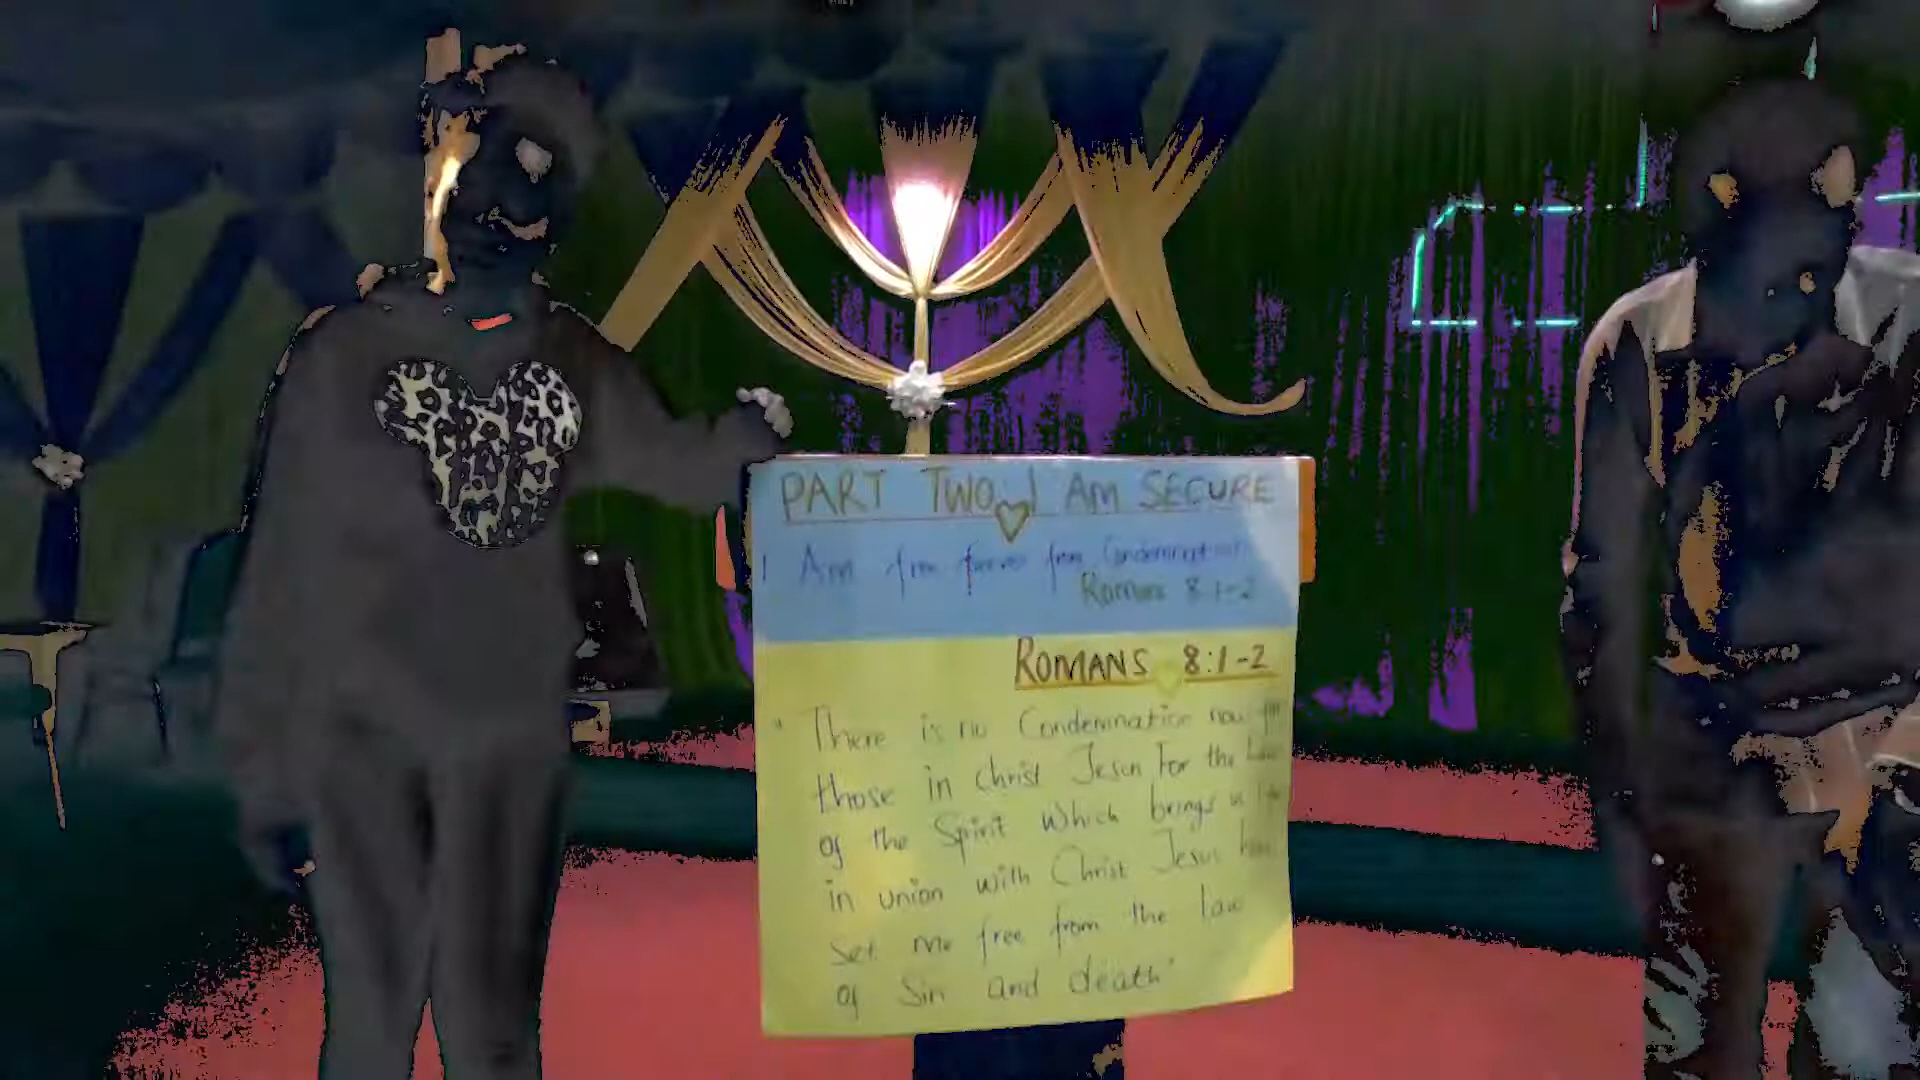 PART TWO I AM SECURE
I Am free forever from Condemnation
Romans 8:1-2
ROMANS 8:1-2
"There is no Condemnation now for
those in Christ Jesus For the Law
of the Spirit which brings us life
in union with Christ Jesus has
set me free from the law
of Sin and death"